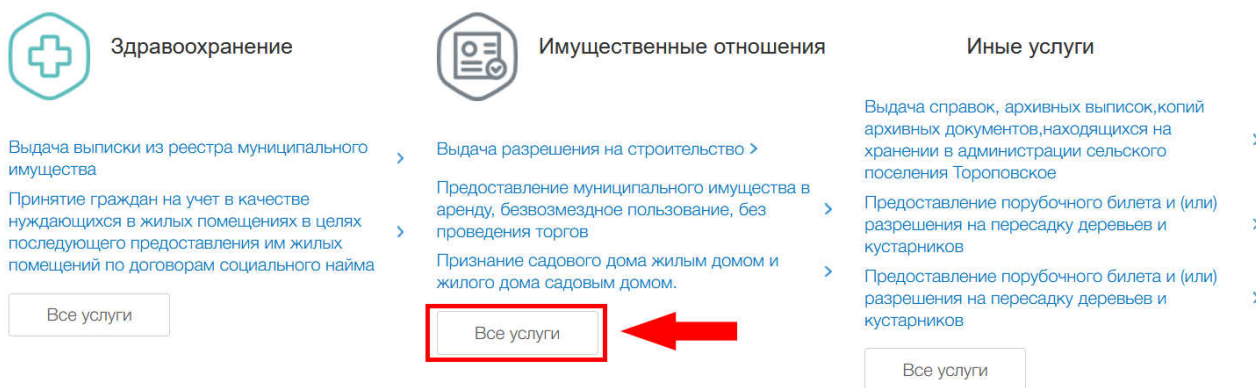 Здравоохранение
Выдача выписки из реестра муниципального
имущества
Принятие граждан на учет в качестве
нуждающихся в жилых помещениях в целях
последующего предоставления им жилых
помещений по договорам социального найма
Все услуги
Имущественные отношения
Выдача разрешения на строительство >
Предоставление муниципального имущества в
аренду, безвозмездное пользование, без
проведения торгов
Признание садового дома жилым домом и
жилого дома садовым домом.
Все услуги
Иные услуги
Выдача справок, архивных выписок,копий
архивных документов,находящихся на
хранении в администрации сельского
поселения Тороповское
Предоставление порубочного билета и (или)
разрешения на пересадку деревьев и
кустарников
Предоставление порубочного билета и (или)
разрешения на пересадку деревьев и
кустарников
Все услуги